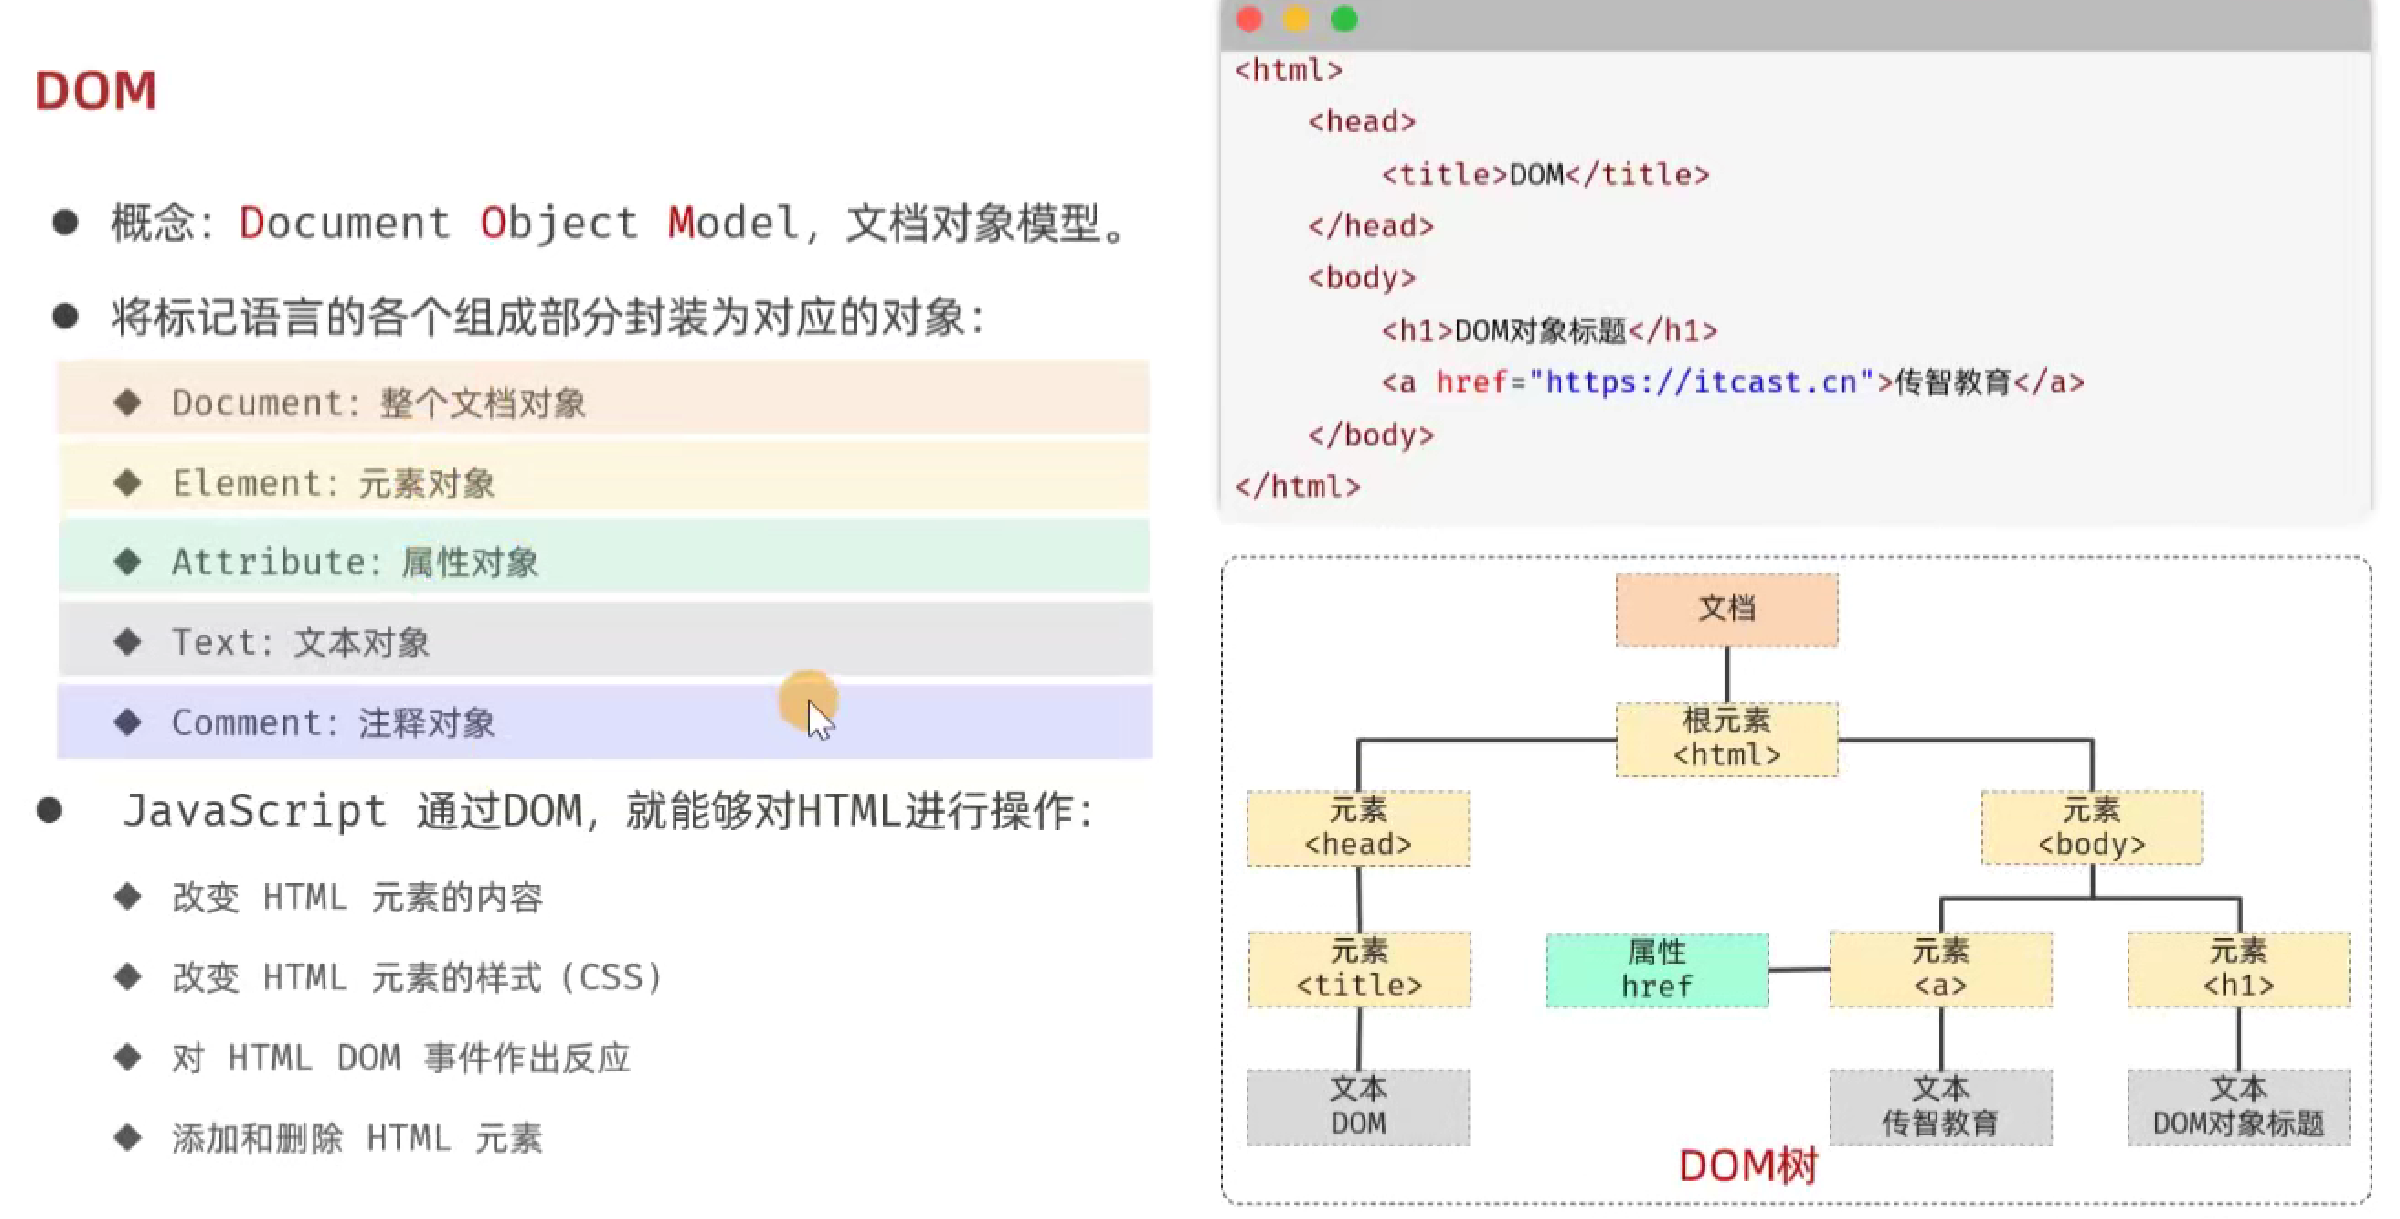 DOM
概念：Document Object Model，文档对象模型。
将标记语言的各个组成部分封装为对应的对象：
Document：整个文档对象
Element：元素对象
Attribute：属性对象
Text：文本对象
Comment：注释对象
JavaScript 通过DOM，就能够对HTML进行操作：
改变 HTML 元素的内容
改变 HTML 元素的样式（CSS）
对 HTML DOM 事件作出反应
添加和删除 HTML 元素
<html>
<head>
<title>DOM</title>
</head>
<body>
<h1>DOM对象标题</h1>
<a href="https://itcast.cn">传智教育</a>
</body>
</html>
文档
根元素
<html>
元素
<head>
元素
<body>
元素
<title>
属性
href
元素
<a>
元素
<h1>
文本
DOM
文本
传智教育
文本
DOM对象标题
DOM树